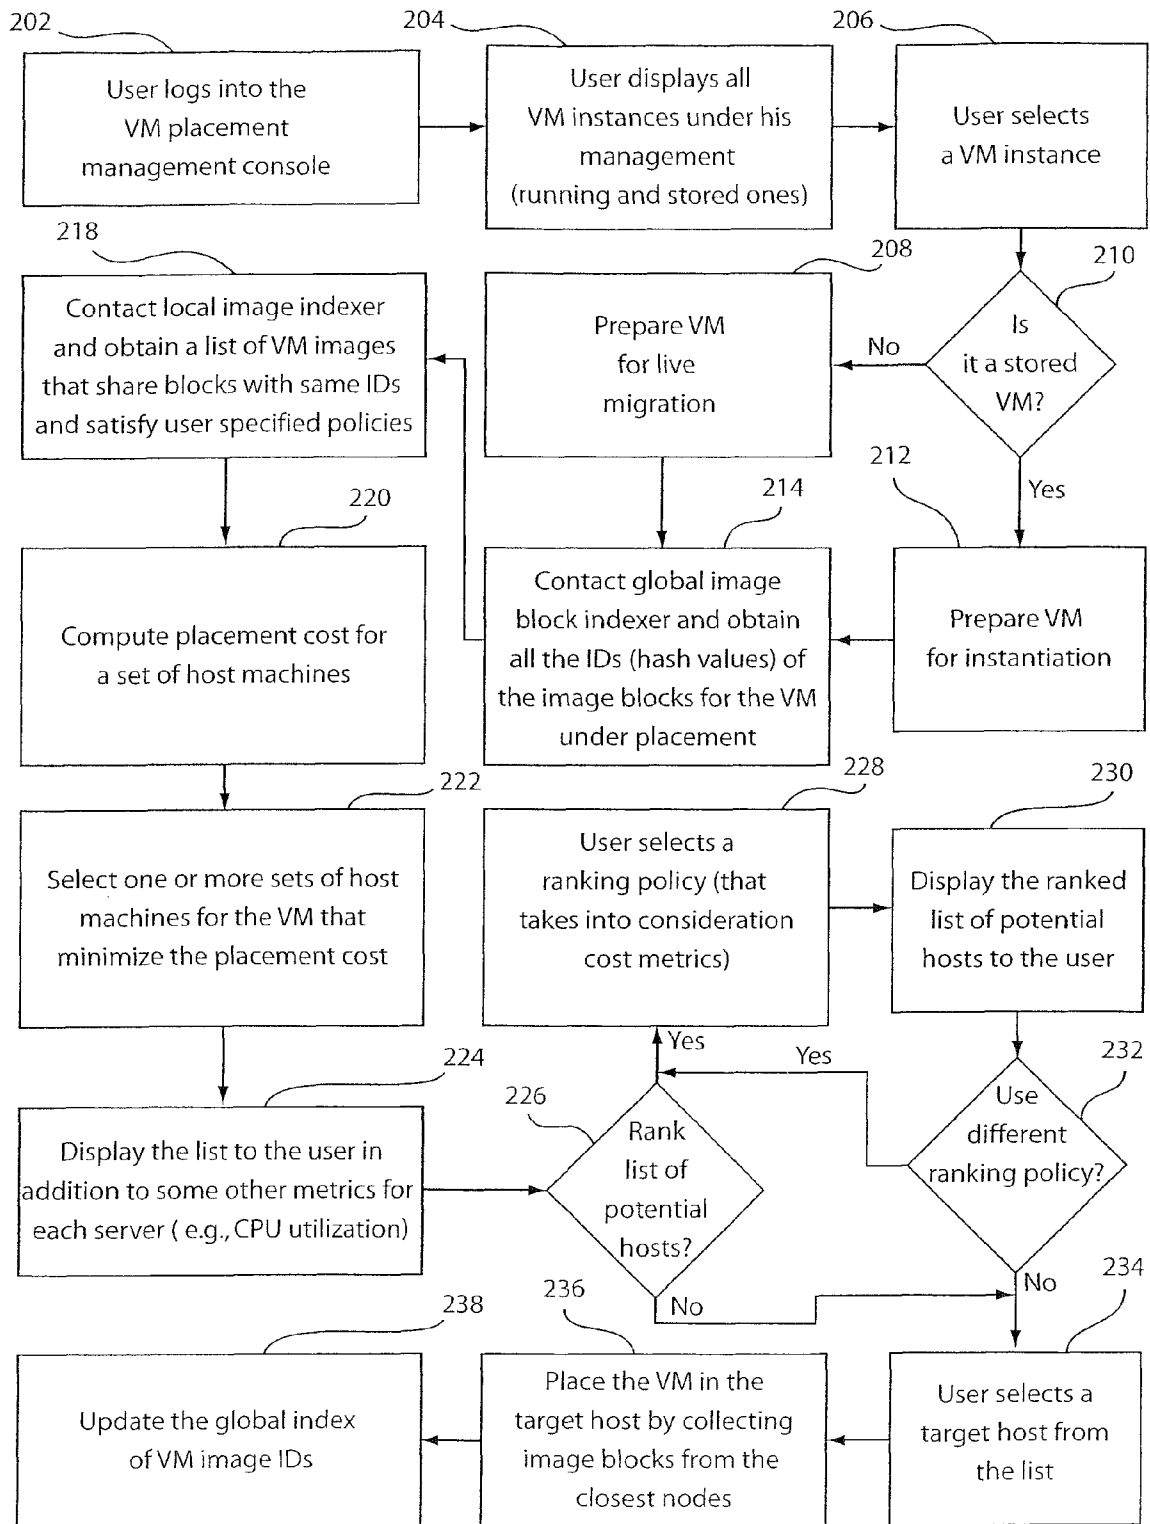 202
User logs into the
VM placement
management console
204
User displays all
VM instances under his
management
(running and stored ones)
206
User selects
a VM instance
218
Contact local image indexer
and obtain a list of VM images
that share blocks with same IDs
and satisfy user specified policies
208
Prepare VM
for live
migration
No
210
Is
it a stored
VM?
Yes
220
Compute placement cost for
a set of host machines
214
Contact global image
block indexer and obtain
all the IDs (hash values) of
the image blocks for the VM
under placement
212
Prepare VM
for instantiation
222
Select one or more sets of host
machines for the VM that
minimize the placement cost
228
User selects a
ranking policy (that
takes into consideration
cost metrics)
230
Display the ranked
list of potential
hosts to the user
224
Display the list to the user in
addition to some other metrics for
each server ( e.g., CPU utilization)
226
Rank
list of
potential
hosts?
Yes
No
Yes
232
Use
different
ranking policy?
No
238
Update the global index
of VM image IDs
236
Place the VM in the
target host by collecting
image blocks from the
closest nodes
234
User selects a
target host from
the list